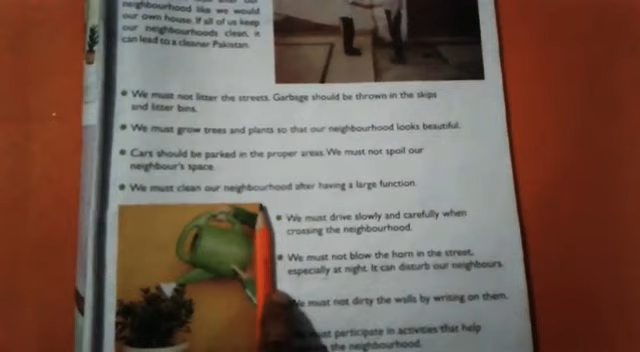 neighbourhood like we would
our own house. If all of us keep
our neighbourhoods clean, it
can lead to a cleaner Pakistan.
We must not litter the streets. Garbage should be thrown in the skips
and litter bins.
We must grow trees and plants so that our neighbourhood looks beautiful.
Cars should be parked in the proper areas. We must not spoil our
neighbour's space.
We must clean our neighbourhood after having a large function.
We must drive slowly and carefully when
crossing the neighbourhood.
We must not blow the horn in the street,
especially at night. It can disturb our neighbours.
We must not dirty the walls by writing on them.
must participate in activities that help
the neighbourhood.